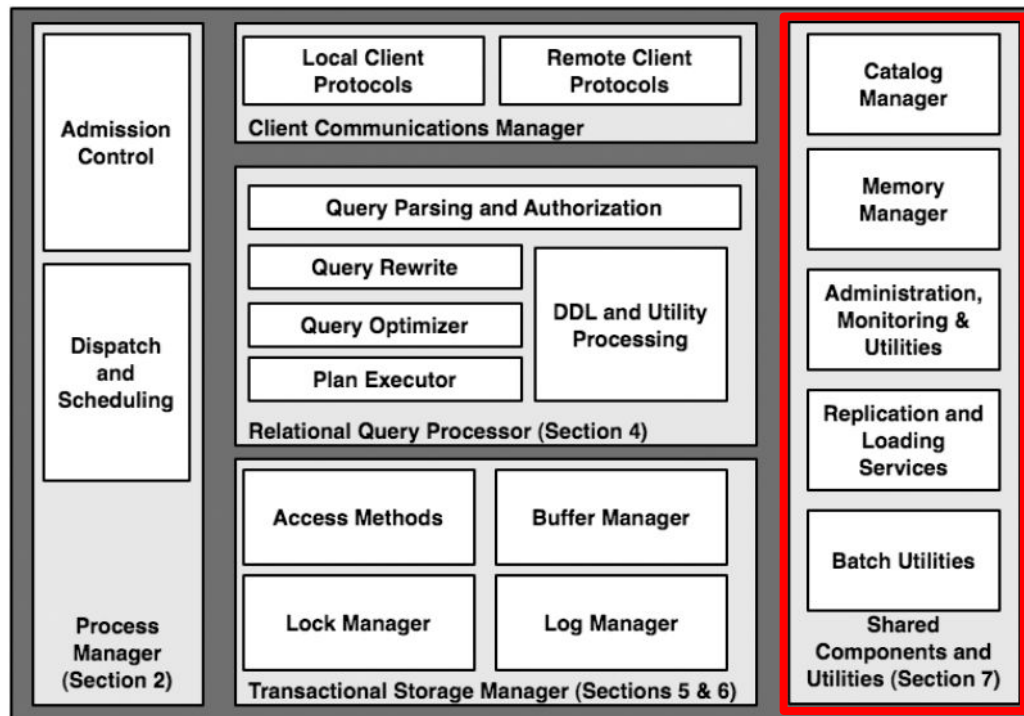 Admission
Control
Dispatch
and
Scheduling
Process
Manager
(Section 2)
Local Client
Protocols
Remote Client
Protocols
Client Communications Manager
Query Parsing and Authorization
Query Rewrite
Query Optimizer
Plan Executor
DDL and Utility
Processing
Relational Query Processor (Section 4)
Access Methods
Buffer Manager
Lock Manager
Log Manager
Transactional Storage Manager (Sections 5 & 6)
Catalog
Manager
Memory
Manager
Administration,
Monitoring &
Utilities
Replication and
Loading
Services
Batch Utilities
Shared
Components and
Utilities (Section 7)